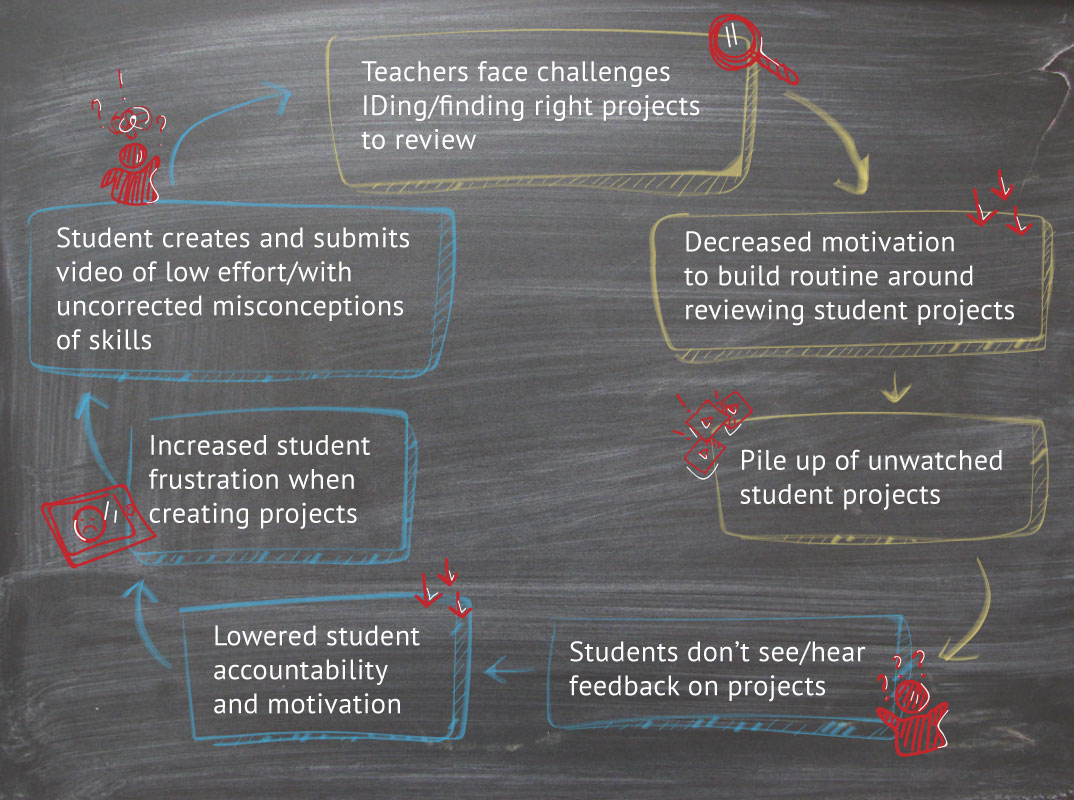 Teachers face challenges
IDing/finding right projects
to review
Decreased motivation
to build routine around
reviewing student projects
Pile up of unwatched
student projects
Students don’t see/hear
feedback on projects
Lowered student
accountability
and motivation
Increased student
frustration when
creating projects
Student creates and submits
video of low effort/with
uncorrected misconceptions
of skills